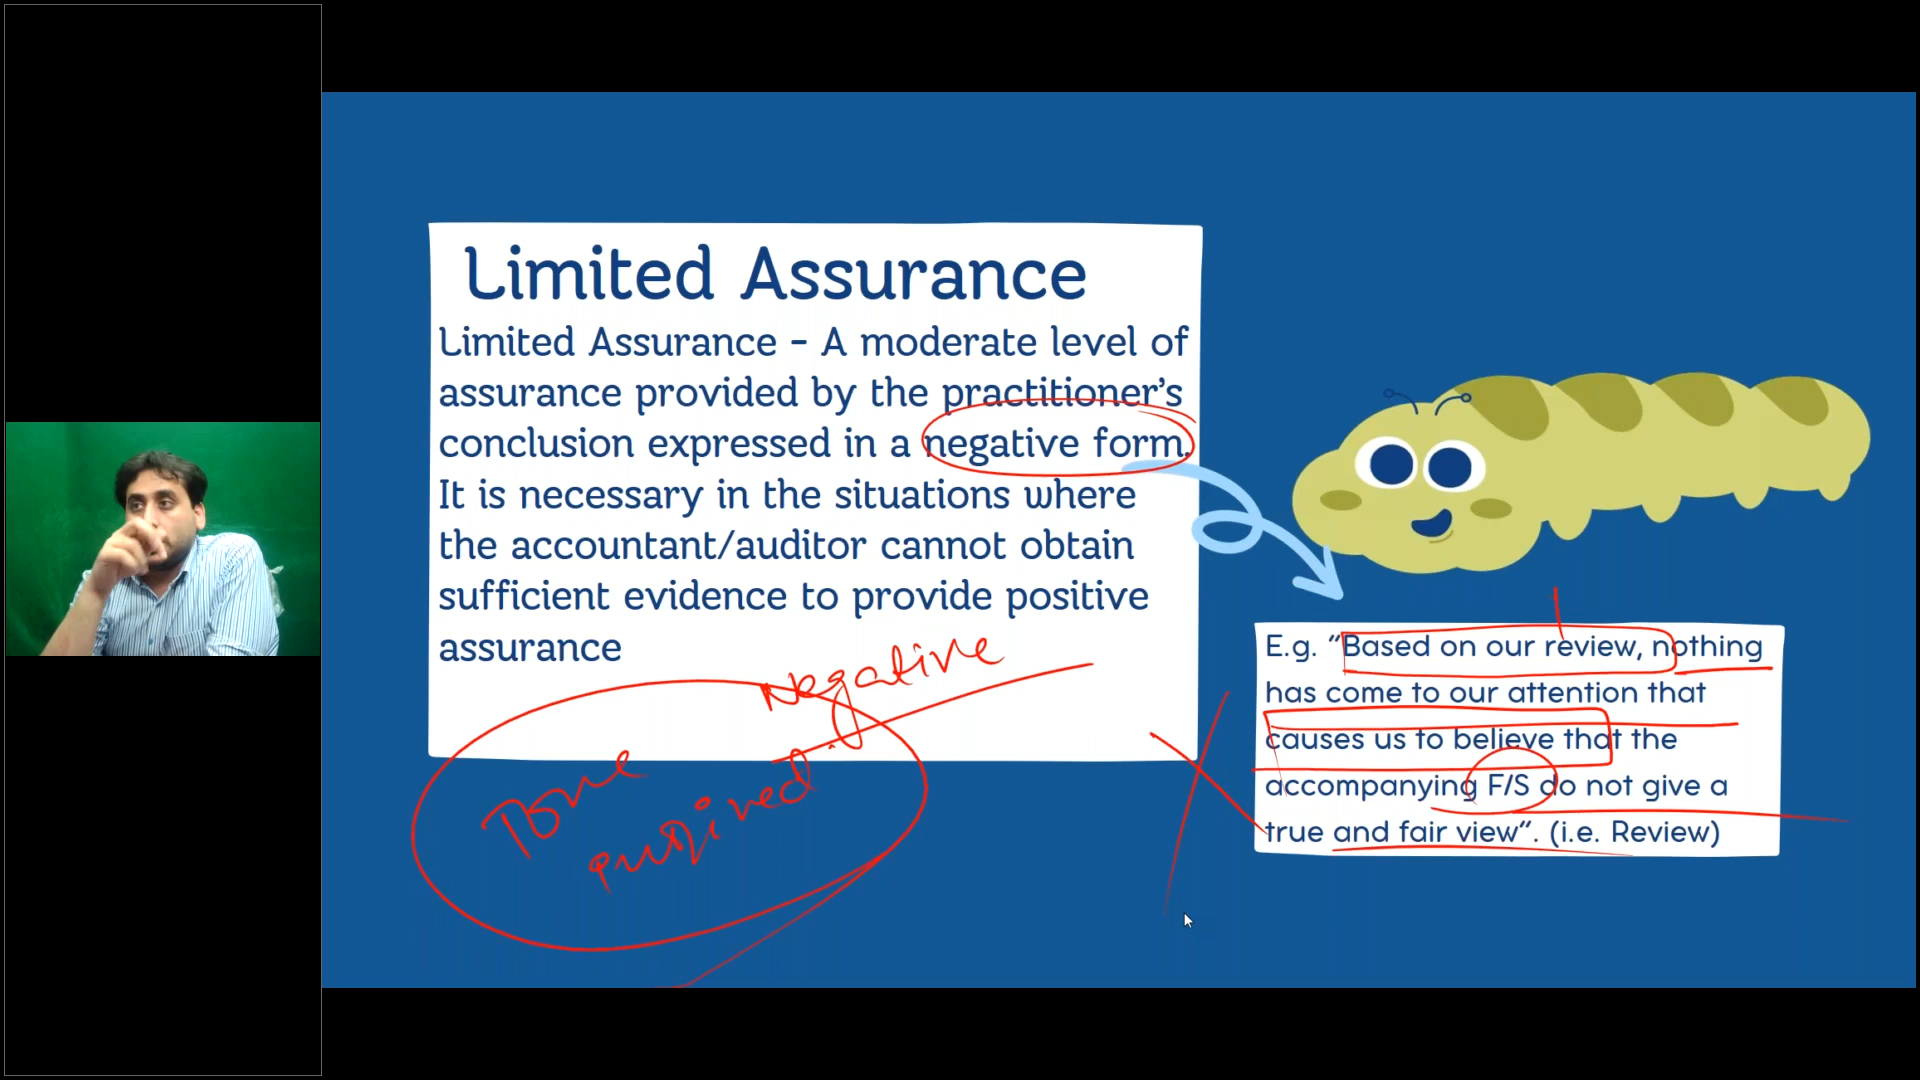 Limited Assurance
Limited Assurance - A moderate level of
assurance provided by the practitioner's
conclusion expressed in a negative form.
It is necessary in the situations where
the accountant/auditor cannot obtain
sufficient evidence to provide positive
assurance
Negative
E.g. "Based on our review, nothing
has come to our attention that
causes us to believe that the
accompanying F/S do not give a
true and fair view". (i.e. Review)